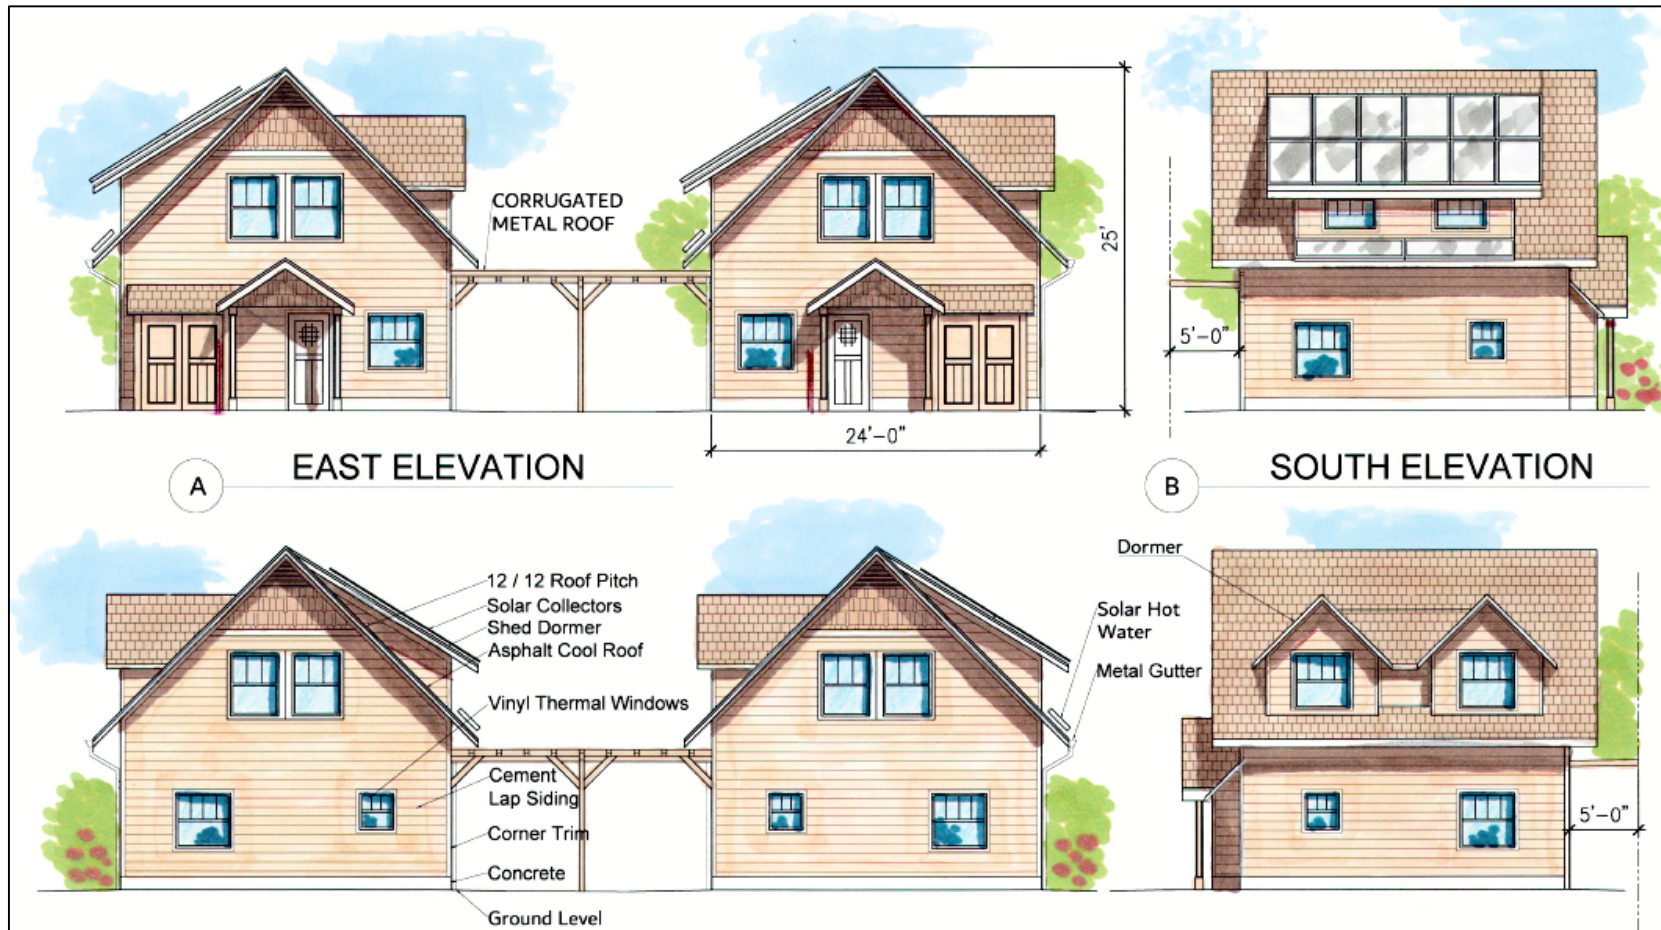 CORRUGATED
METAL ROOF
25'
24'-0"
5'-0"
A
EAST ELEVATION
B
SOUTH ELEVATION
12 / 12 Roof Pitch
Solar Collectors
Shed Dormer
Asphalt Cool Roof
Vinyl Thermal Windows
Cement
Lap Siding
Corner Trim
Concrete
Ground Level
Solar Hot
Water
Metal Gutter
Dormer
5'-0"